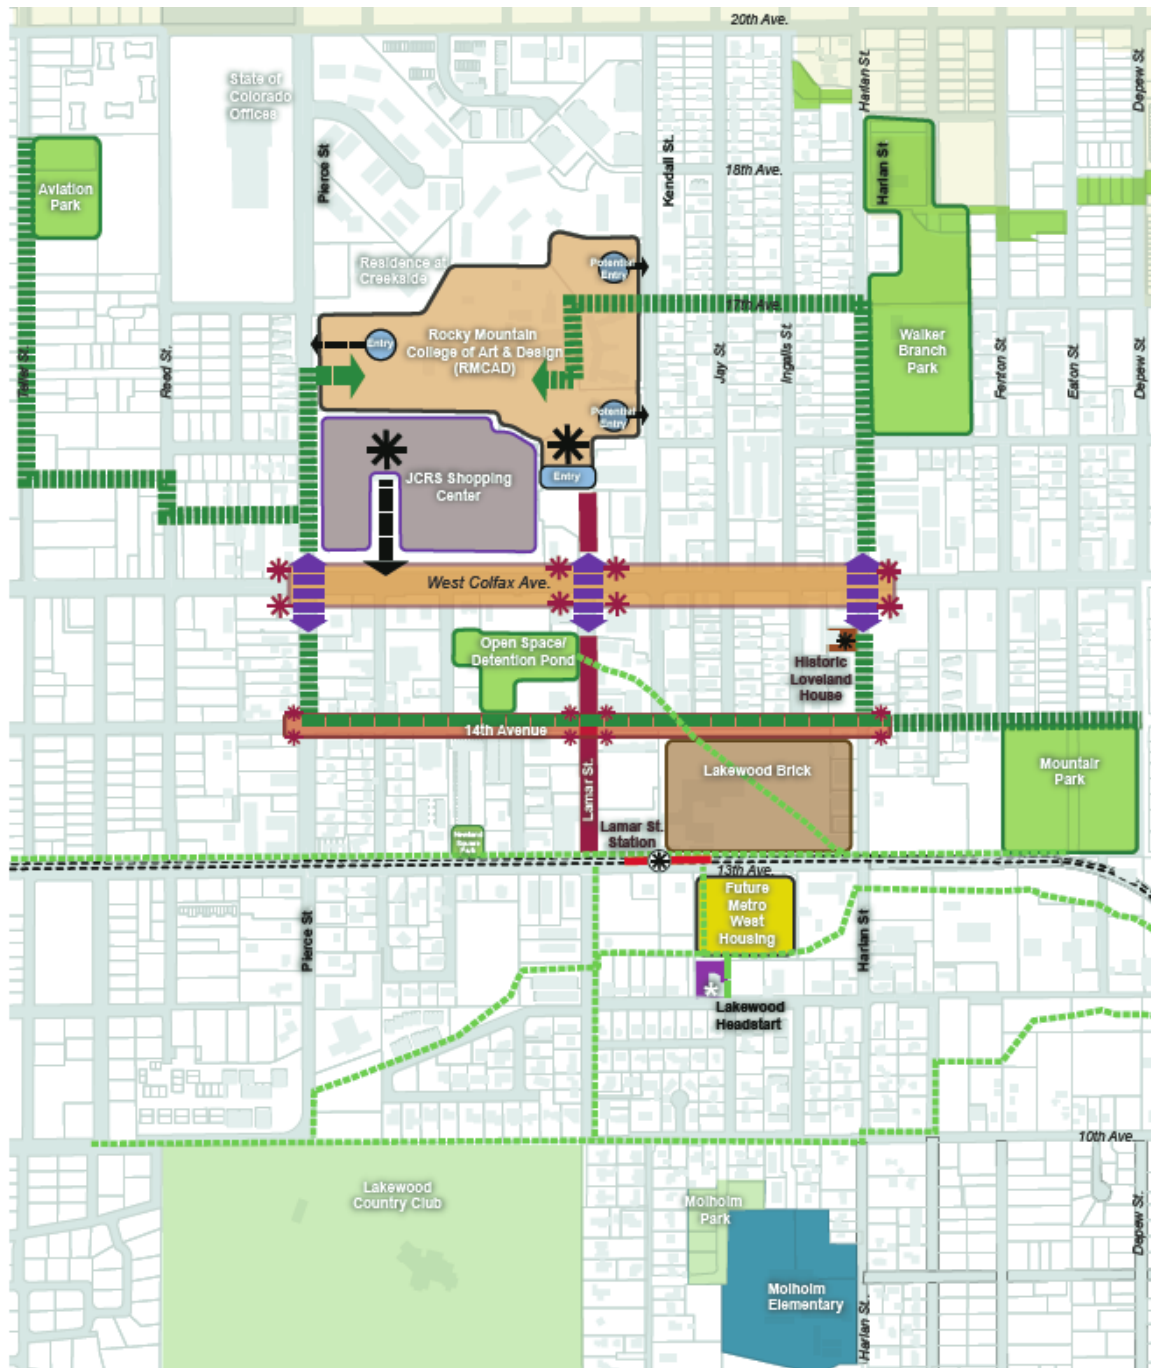 20th Ave.
State of
Colorado
Offices
Harlan St.
Depew St.
Pierce St
Kendall St.
18th Ave.
Harlan St
Aviation
Park
Residence at
Creekside
Potential
Entry
17th Ave.
Entry
Rocky Mountain
College of Art & Design
(RMCAD)
Walker
Branch
Park
Teller St.
Reed St.
Jay St.
Ingalls St.
Fenton St.
Eaton St.
Depew St.
Potential
Entry
JCRS Shopping
Center
Entry
West Colfax Ave.
Open Space/
Detention Pond
Historic
Loveland
House
14th Avenue
Lamar St.
Lakewood Brick
Mountair
Park
Newland
Square
Park
Lamar St.
Station
13th Ave.
Future
Metro
West
Housing
Pierce St
Harlan St
Lakewood
Headstart
10th Ave.
Lakewood
Country Club
Molholm
Park
Depew St.
Molholm
Elementary
Harlan St.